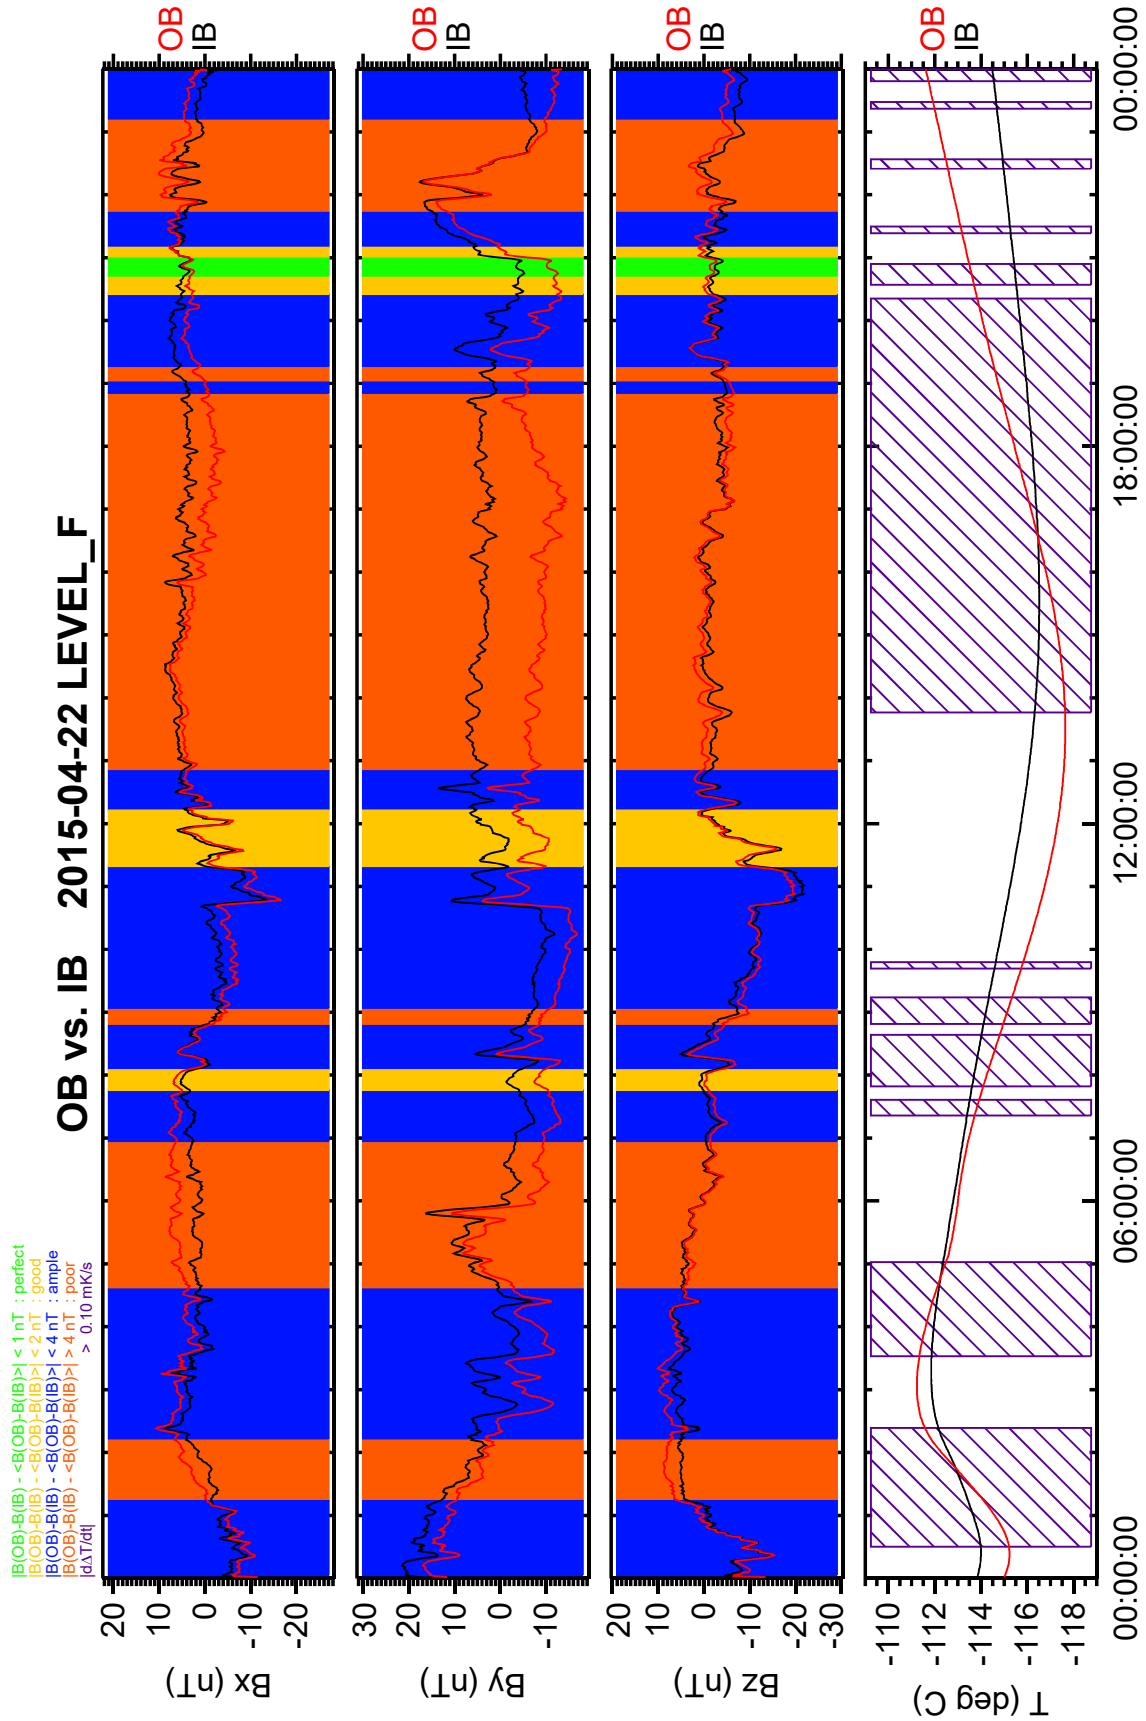 |B(OB)-B(IB) - <B(OB)-B(IB)>| < 1 nT : perfect
|B(OB)-B(IB) - <B(OB)-B(IB)>| < 2 nT : good
|B(OB)-B(IB) - <B(OB)-B(IB)>| < 4 nT : ample
|B(OB)-B(IB) - <B(OB)-B(IB)>| > 4 nT : poor
|dΔT/dt| > 0.10 mK/s
OB vs. IB 2015-04-22 LEVEL_F
Bx (nT)
20
10
0
-10
-20
OB
IB
By (nT)
30
20
10
0
-10
OB
IB
Bz (nT)
20
10
0
-10
-20
-30
OB
IB
T (deg C)
-110
-112
-114
-116
-118
OB
IB
00:00:00 06:00:00 12:00:00 18:00:00 00:00:00